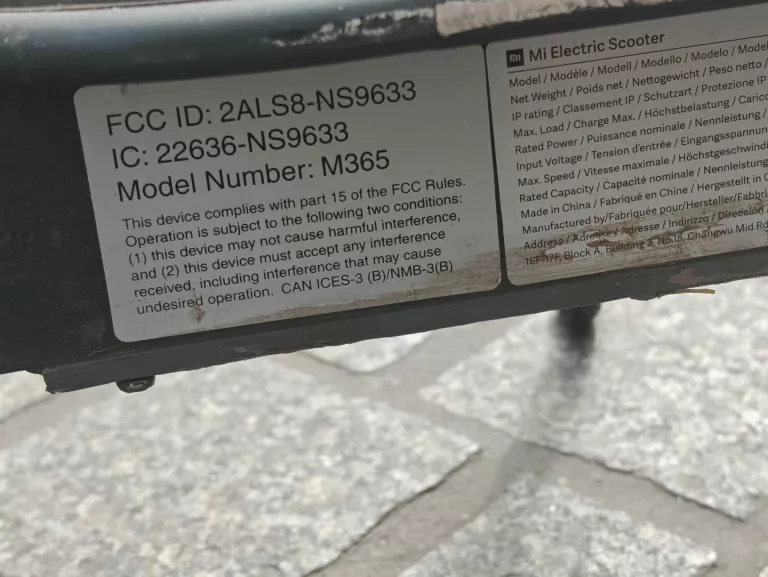 FCC ID: 2ALS8-NS9633
IC: 22636-NS9633
Model Number: M365
This device complies with part 15 of the FCC Rules.
Operation is subject to the following two conditions:
(1) this device may not cause harmful interference,
and (2) this device must accept any interference
received, including interference that may cause
undesired operation. CAN ICES-3 (B)/NMB-3(B)
mi Mi Electric Scooter
Model / Modèle / Modell / Modello / Modelo / Model
Net Weight / Poids net / Nettogewicht / Peso netto /
IP rating / Classement IP / Schutzart / Protezione IP
Max. Load / Charge Max. / Höchstbelastung / Carico
Rated Power / Puissance nominale / Nennleistung /
Input Voltage / Tension d'entrée / Eingangsspannun
Max. Speed / Vitesse maximale / Höchstgeschwindi
Rated Capacity / Capacité nominale / Nennleistung
Made in China / Fabriqué en Chine / Hergestellt in C
Manufactured by/Fabriquée pour/Hersteller/Fabbri
Address / Adresse / Adresse / Indirizzo / Dirección /
16F-17F, Block A, Building 3, No.18, Changwu Mid Rd